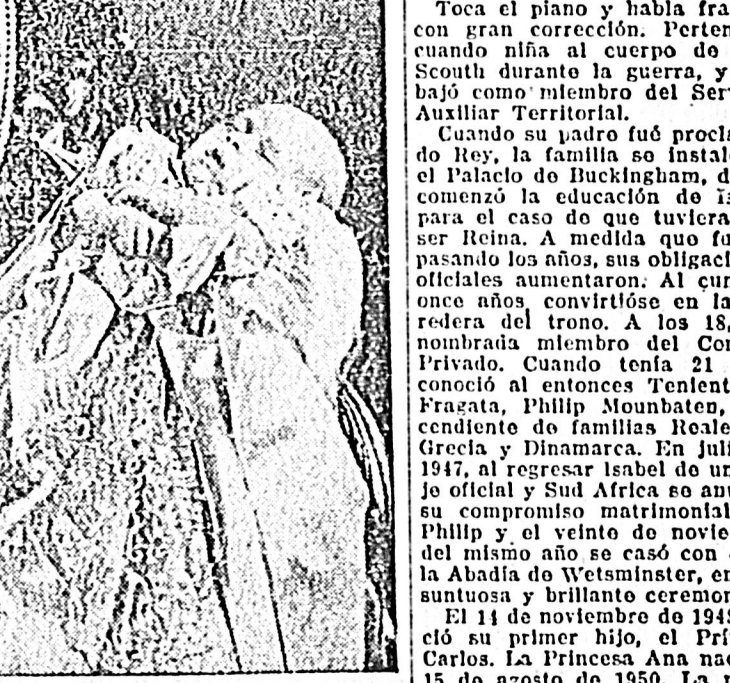 Toca el piano y habla fra
con gran corrección. Perten
cuando niña al cuerpo de
Scouth durante la guerra, y
bajó como miembro del Ser
Auxiliar Territorial.
Cuando su padro fué procla
do Rey, la familia se instal
el Palacio de Buckingham, d
comenzó la educación de Is
para el caso de que tuviera
ser Reina. A medida que fu
pasando los años, sus obligaci
oficiales aumentaron. Al cum
once años convirtióse en la
redera del trono. A los 18,
nombrada miembro del Con
Privado. Cuando tenía 21
conoció al entonces Tenient
Fragata, Philip Mounbaten,
cendiente de familias Reale
Grecia y Dinamarca. En juli
1947, al regresar Isabel de un
je oficial y Sud Africa se anu
su compromiso matrimonial
Philip y el veinte de novie
del mismo año se casó con
la Abadía de Wetsminster, en
suntuosa y brillante ceremon
El 14 de noviembre de 194
ció su primer hijo, el Prí
Carlos. La Princesa Ana nac
15 de agosto de 1950. La